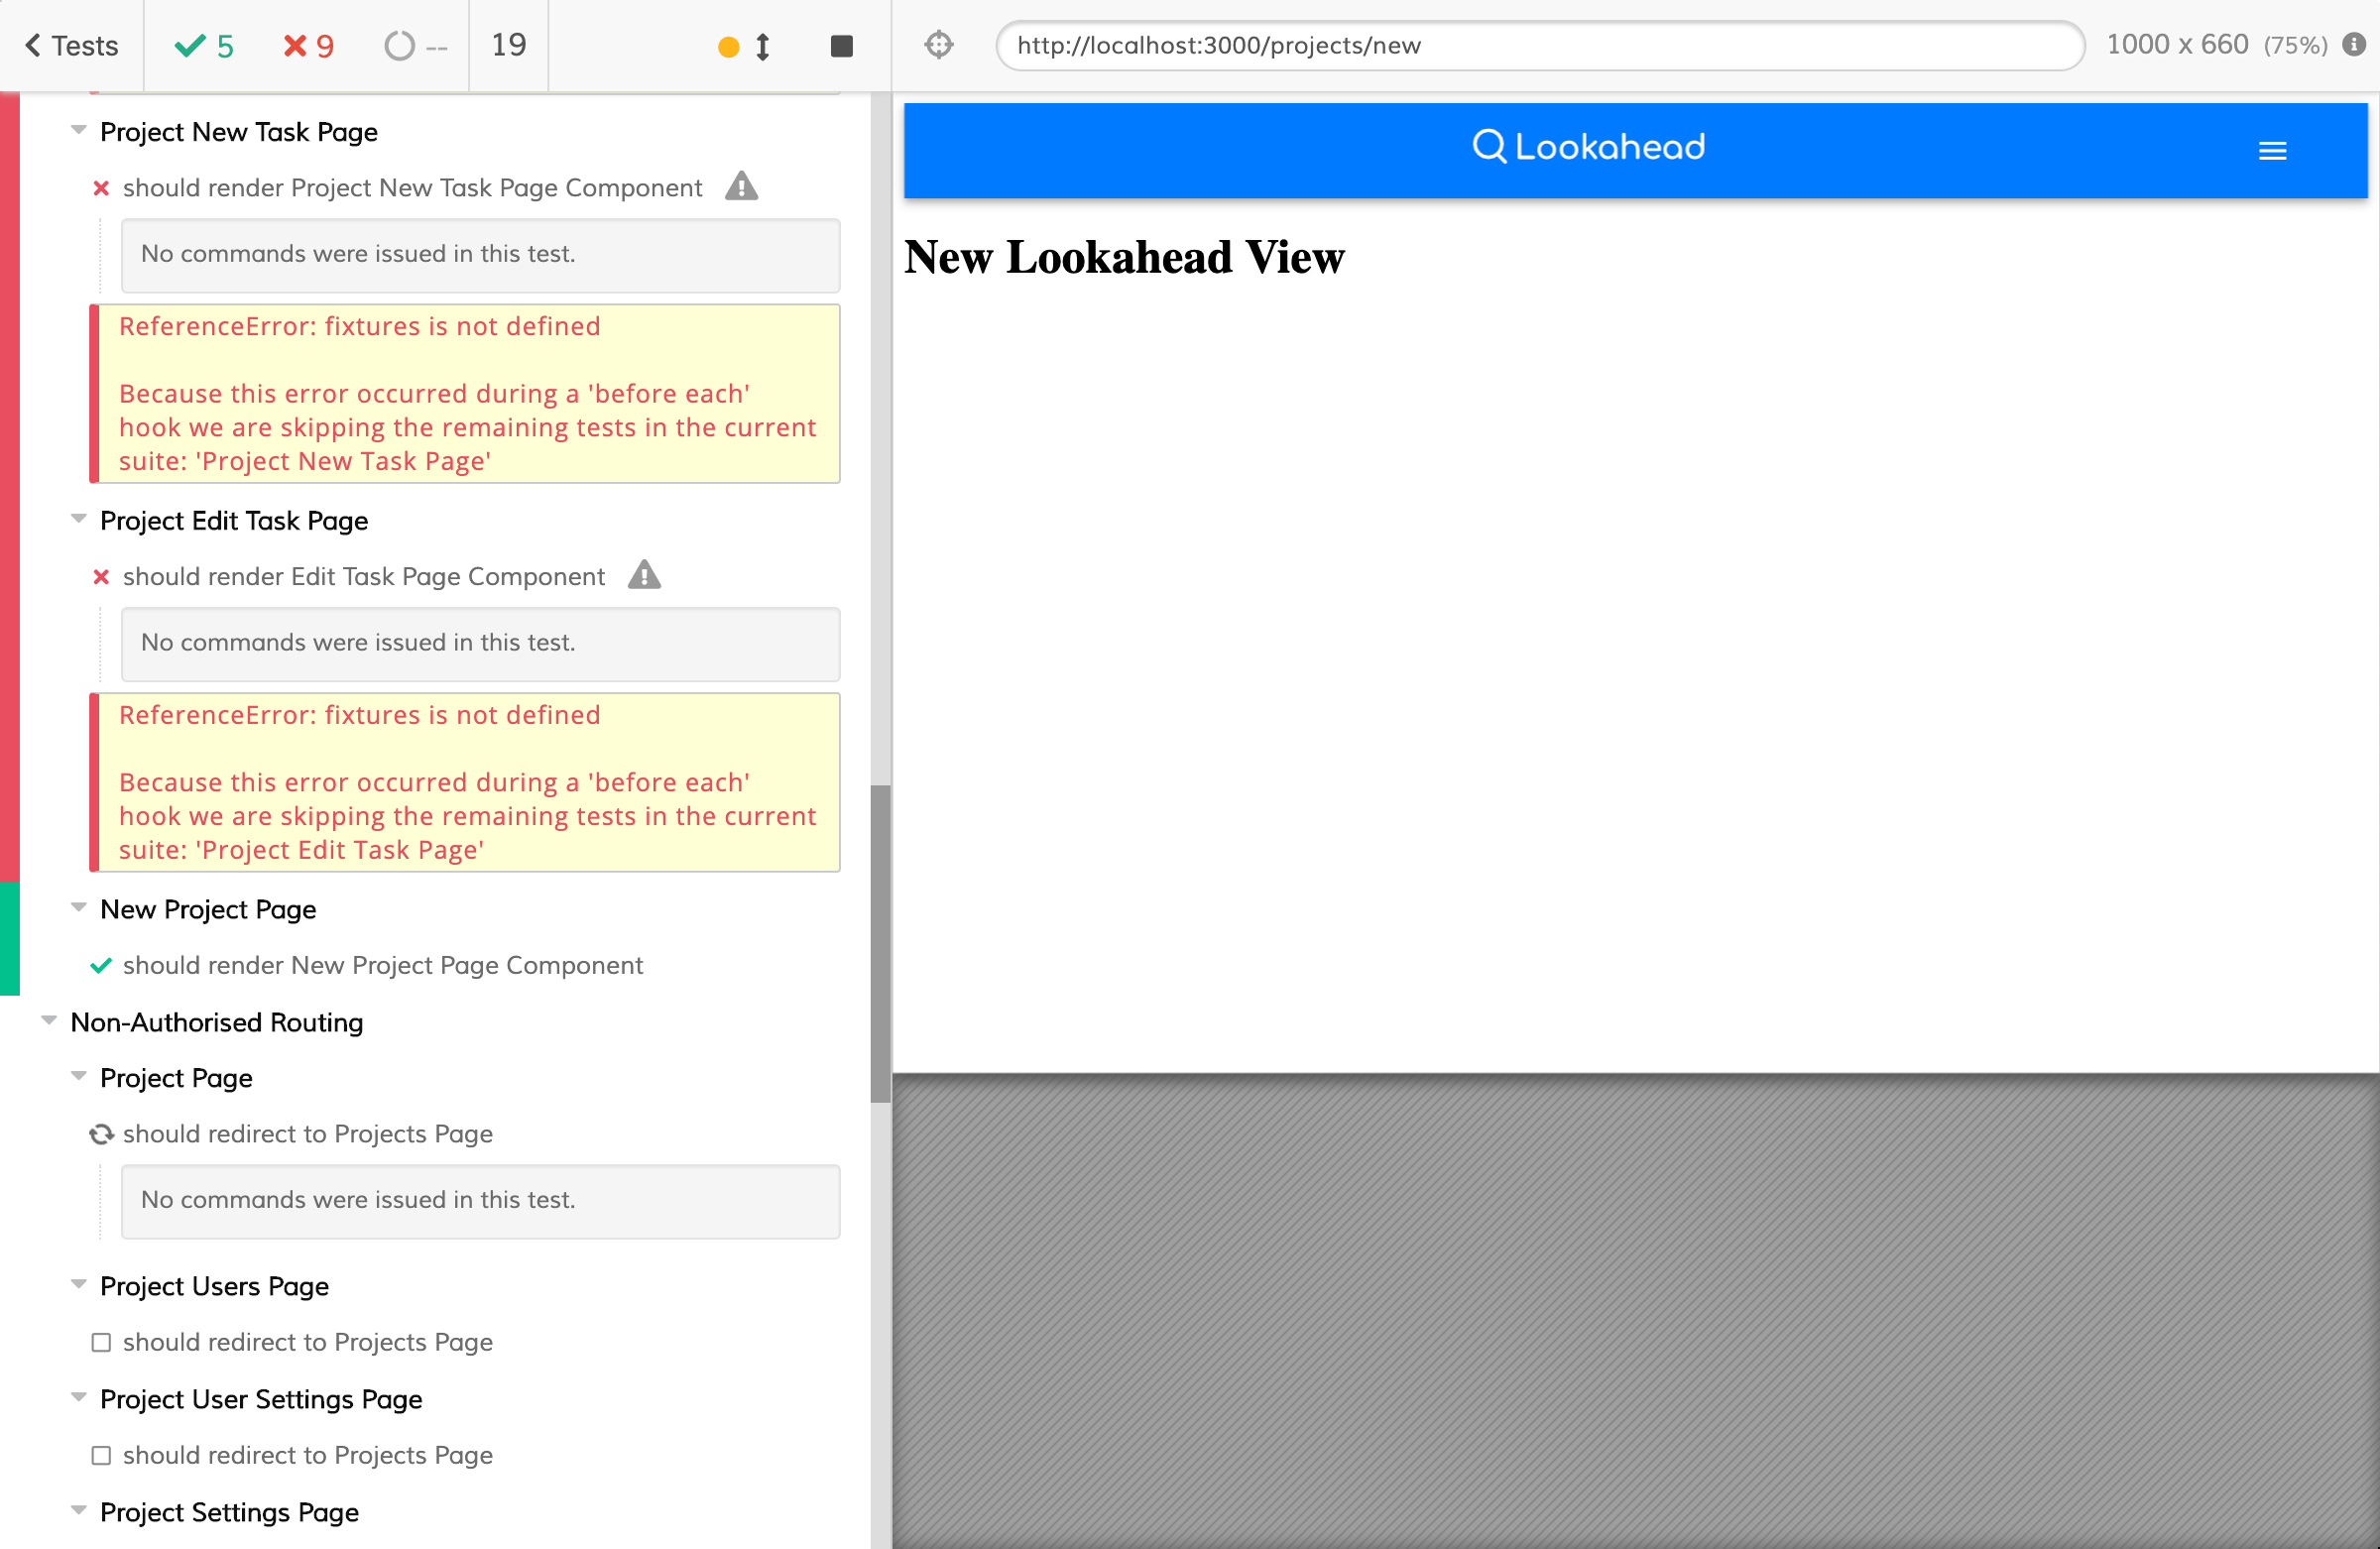 Tests
5
9
--
19
http://localhost:3000/projects/new
1000 x 660 (75%)
Project New Task Page
should render Project New Task Page Component
No commands were issued in this test.
ReferenceError: fixtures is not defined
Because this error occurred during a 'before each'
hook we are skipping the remaining tests in the current
suite: 'Project New Task Page'
Project Edit Task Page
should render Edit Task Page Component
No commands were issued in this test.
ReferenceError: fixtures is not defined
Because this error occurred during a 'before each'
hook we are skipping the remaining tests in the current
suite: 'Project Edit Task Page'
New Project Page
should render New Project Page Component
Non-Authorised Routing
Project Page
should redirect to Projects Page
No commands were issued in this test.
Project Users Page
should redirect to Projects Page
Project User Settings Page
should redirect to Projects Page
Project Settings Page
Lookahead
New Lookahead View